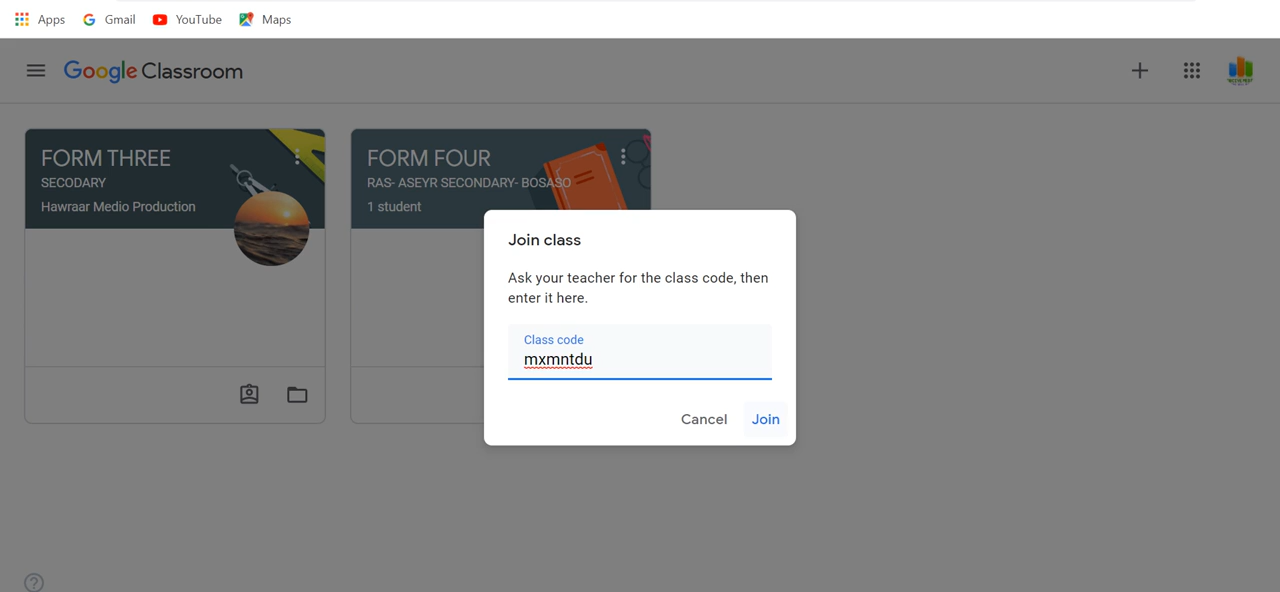 Apps Gmail YouTube Maps
Google Classroom
FORM THREE
SECODARY
Hawraar Medio Production
FORM FOUR
RAS- ASEYR SECONDARY- BOSASO
1 student
Join class
Ask your teacher for the class code, then
enter it here.
Class code
mxmntdu
Cancel Join
?